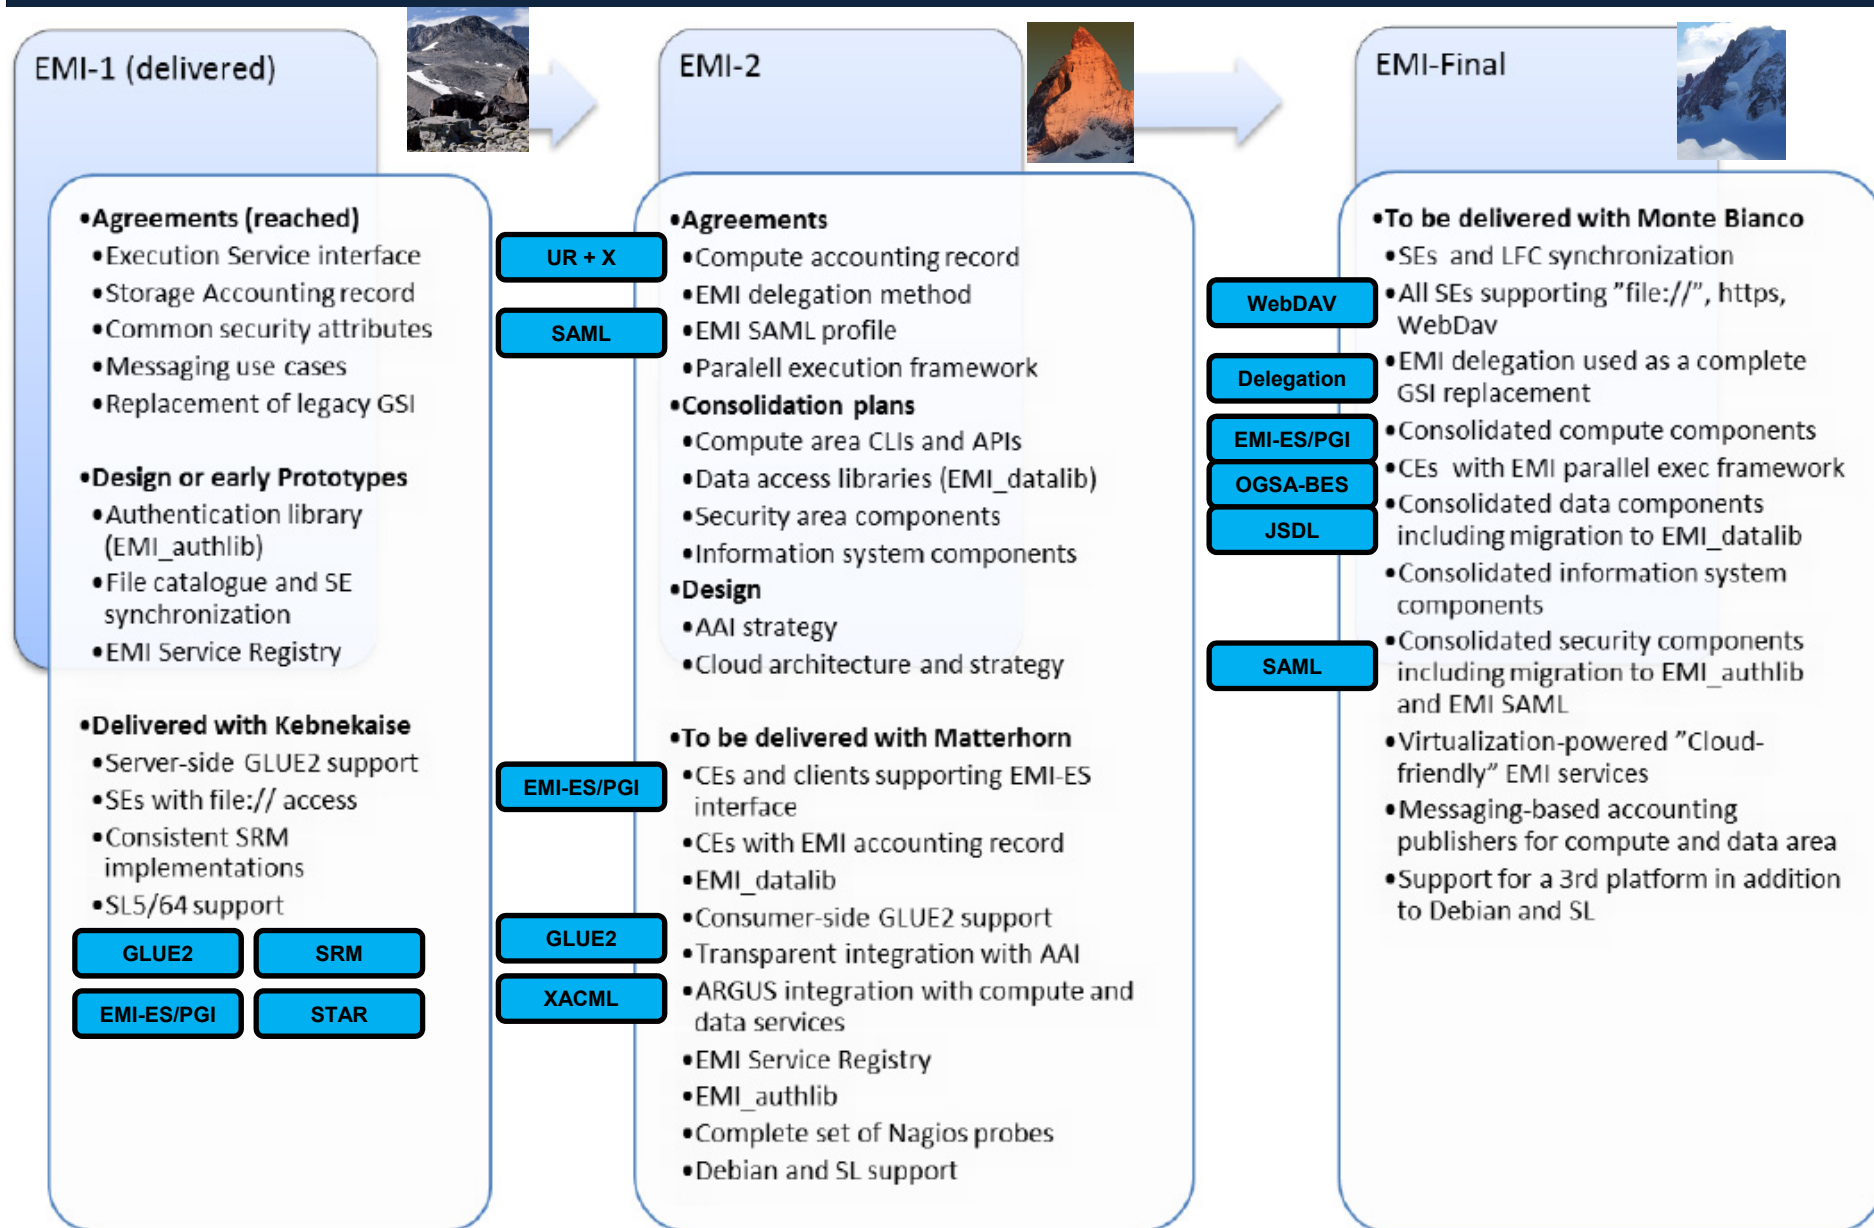 EMI-1 (delivered)
•Agreements (reached)
•Execution Service interface
•Storage Accounting record
•Common security attributes
•Messaging use cases
•Replacement of legacy GSI
•Design or early Prototypes
•Authentication library
(EMI_authlib)
•File catalogue and SE
synchronization
•EMI Service Registry
•Delivered with Kebnekaise
•Server-side GLUE2 support
•SEs with file:// access
•Consistent SRM
implementations
•SL5/64 support
GLUE2
SRM
EMI-ES/PGI
STAR
EMI-2
UR + X
SAML
•Agreements
•Compute accounting record
•EMI delegation method
•EMI SAML profile
•Paralell execution framework
•Consolidation plans
•Compute area CLIs and APIs
•Data access libraries (EMI_datalib)
•Security area components
•Information system components
•Design
•AAI strategy
•Cloud architecture and strategy
•To be delivered with Matterhorn
EMI-ES/PGI
•CEs and clients supporting EMI-ES
interface
•CEs with EMI accounting record
•EMI_datalib
GLUE2
•Consumer-side GLUE2 support
•Transparent integration with AAI
XACML
•ARGUS integration with compute and
data services
•EMI Service Registry
•EMI_authlib
•Complete set of Nagios probes
•Debian and SL support
EMI-Final
•To be delivered with Monte Bianco
•SEs and LFC synchronization
WebDAV
•All SEs supporting ”file://”, https,
WebDav
Delegation
•EMI delegation used as a complete
GSI replacement
EMI-ES/PGI
•Consolidated compute components
OGSA-BES
•CEs with EMI parallel exec framework
JSDL
•Consolidated data components
including migration to EMI_datalib
•Consolidated information system
components
SAML
•Consolidated security components
including migration to EMI_authlib
and EMI SAML
•Virtualization-powered ”Cloud-
friendly” EMI services
•Messaging-based accounting
publishers for compute and data area
•Support for a 3rd platform in addition
to Debian and SL